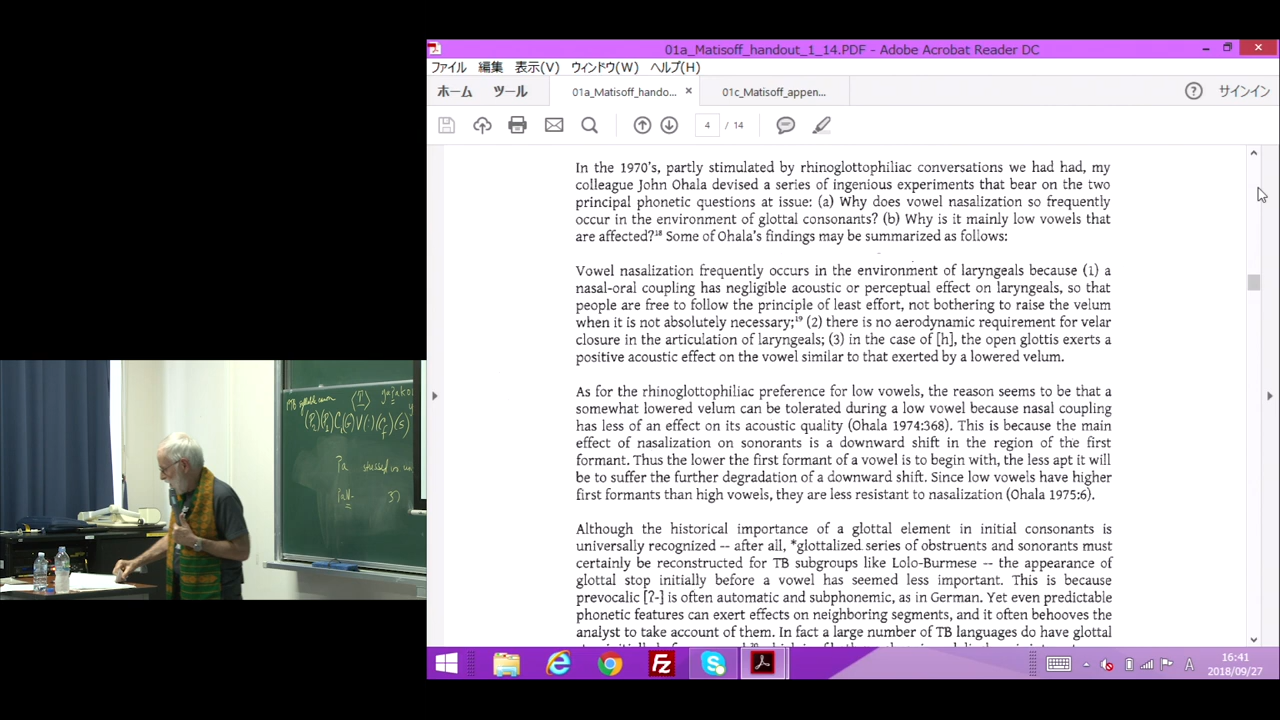 01a_Matisoff_handout_1_14.PDF - Adobe Acrobat Reader DC
ファイル 編集 表示(V) ウィンドウ(W) ヘルプ(H)
ホーム ツール 01a_Matisoff_hando... × 01c_Matisoff_appen... サインイン
4 / 14
In the 1970's, partly stimulated by rhinoglottophiliac conversations we had had, my
colleague John Ohala devised a series of ingenious experiments that bear on the two
principal phonetic questions at issue: (a) Why does vowel nasalization so frequently
occur in the environment of glottal consonants? (b) Why is it mainly low vowels that
are affected?¹⁸ Some of Ohala's findings may be summarized as follows:
Vowel nasalization frequently occurs in the environment of laryngeals because (1) a
nasal-oral coupling has negligible acoustic or perceptual effect on laryngeals, so that
people are free to follow the principle of least effort, not bothering to raise the velum
when it is not absolutely necessary;¹⁹ (2) there is no aerodynamic requirement for velar
closure in the articulation of laryngeals; (3) in the case of [h], the open glottis exerts a
positive acoustic effect on the vowel similar to that exerted by a lowered velum.
As for the rhinoglottophiliac preference for low vowels, the reason seems to be that a
somewhat lowered velum can be tolerated during a low vowel because nasal coupling
has less of an effect on its acoustic quality (Ohala 1974:368). This is because the main
effect of nasalization on sonorants is a downward shift in the region of the first
formant. Thus the lower the first formant of a vowel is to begin with, the less apt it will
be to suffer the further degradation of a downward shift. Since low vowels have higher
first formants than high vowels, they are less resistant to nasalization (Ohala 1975:6).
Although the historical importance of a glottal element in initial consonants is
universally recognized -- after all, *glottalized series of obstruents and sonorants must
certainly be reconstructed for TB subgroups like Lolo-Burmese -- the appearance of
glottal stop initially before a vowel has seemed less important. This is because
prevocalic [ʔ-] is often automatic and subphonemic, as in German. Yet even predictable
phonetic features can exert effects on neighboring segments, and it often behooves the
analyst to take account of them. In fact a large number of TB languages do have glottal
16:41
2018/09/27